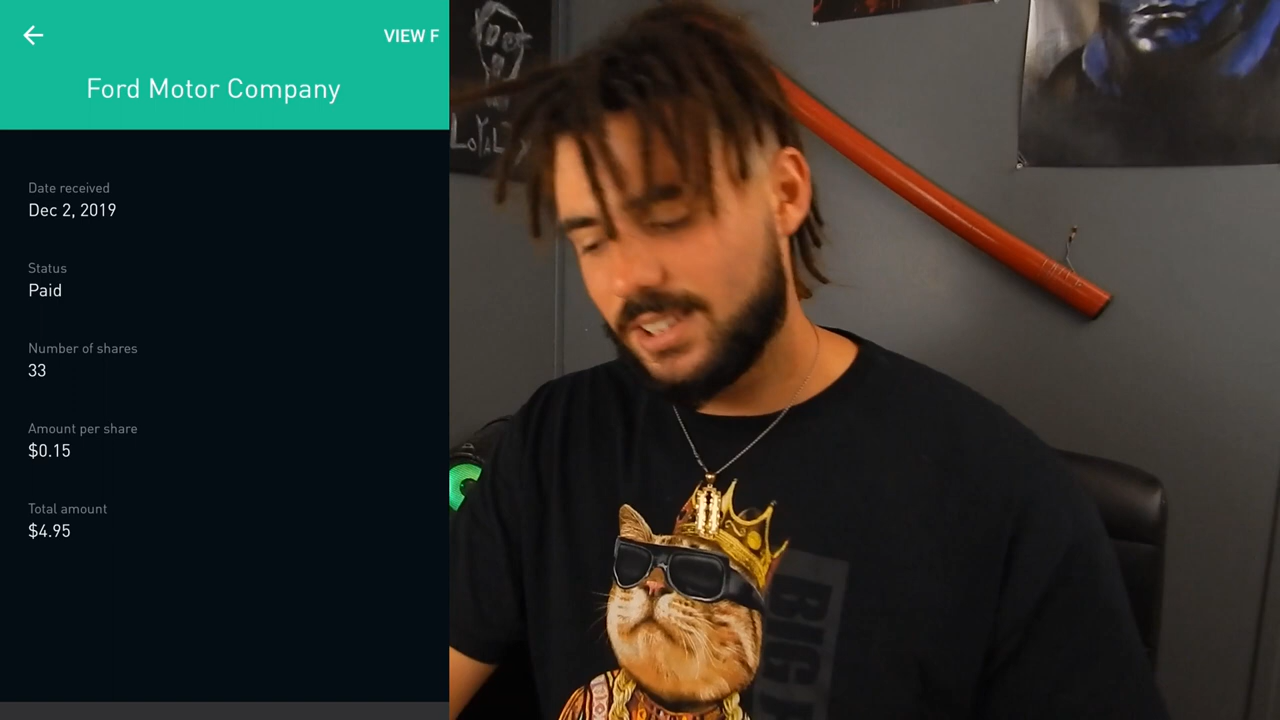 VIEW F
Ford Motor Company
Date received
Dec 2, 2019
Status
Paid
Number of shares
33
Amount per share
$0.15
Total amount
$4.95